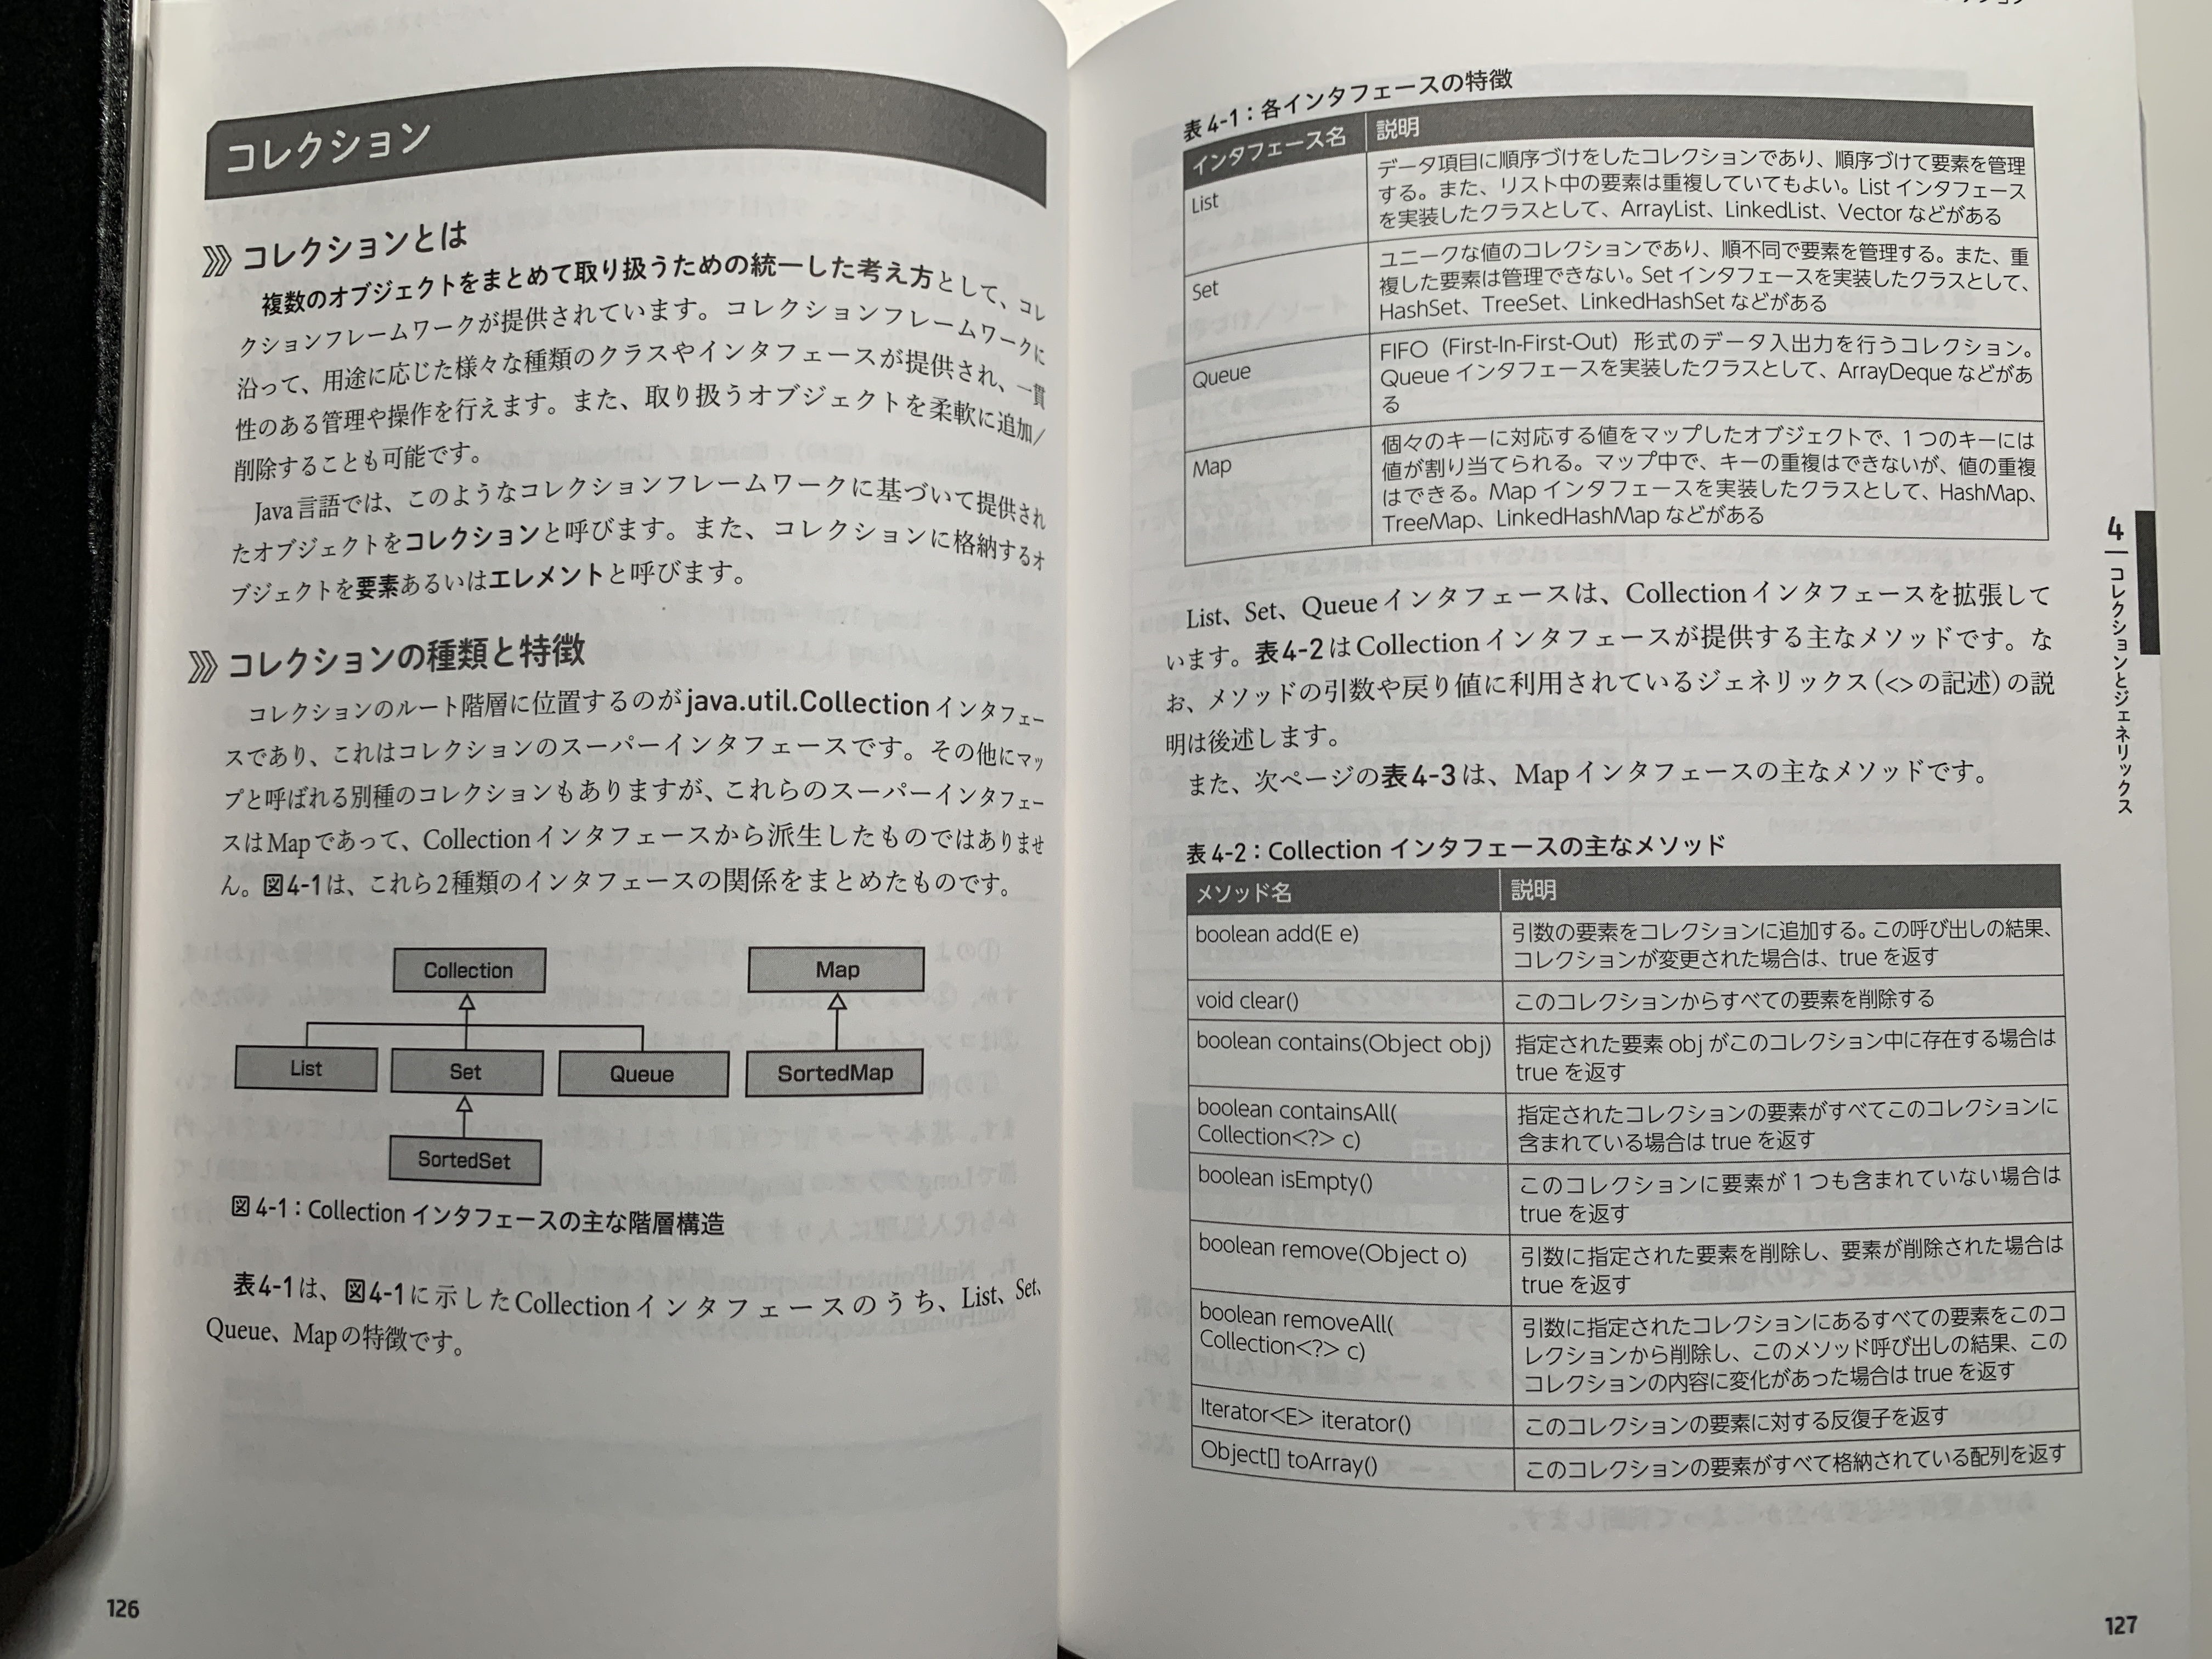 コレクション
コレクションとは
複数のオブジェクトをまとめて取り扱うための統一した考え方として、コレ
クションフレームワークが提供されています。コレクションフレームワークに
沿って、用途に応じた様々な種類のクラスやインタフェースが提供され、一貫
性のある管理や操作を行えます。また、取り扱うオブジェクトを柔軟に追加/
削除することも可能です。
Java言語では、このようなコレクションフレームワークに基づいて提供され
たオブジェクトをコレクションと呼びます。また、コレクションに格納するオ
ブジェクトを要素あるいはエレメントと呼びます。
コレクションの種類と特徴
コレクションのルート階層に位置するのがjava.util.Collectionインタフェー
スであり、これはコレクションのスーパーインタフェースです。その他にマッ
プと呼ばれる別種のコレクションもありますが、これらのスーパーインタフェー
スはMapであって、Collectionインタフェースから派生したものではありませ
ん。図4-1は、これら2種類のインタフェースの関係をまとめたものです。
Collection Map
List Set Queue SortedMap
SortedSet
図4-1：Collection インタフェースの主な階層構造
表4-1は、図4-1に示したCollectionインタフェースのうち、List、Set、
Queue、Mapの特徴です。
126
表4-1：各インタフェースの特徴
インタフェース名 説明
List
データ項目に順序づけをしたコレクションであり、順序づけて要素を管理
する。また、リスト中の要素は重複していてもよい。List インタフェース
を実装したクラスとして、ArrayList、LinkedList、Vector などがある
Set
ユニークな値のコレクションであり、順不同で要素を管理する。また、重
複した要素は管理できない。Set インタフェースを実装したクラスとして、
HashSet、TreeSet、LinkedHashSet などがある
Queue
FIFO（First-In-First-Out）形式のデータ入出力を行うコレクション。
Queue インタフェースを実装したクラスとして、ArrayDeque などがあ
る
Map
個々のキーに対応する値をマップしたオブジェクトで、1 つのキーには
値が割り当てられる。マップ中で、キーの重複はできないが、値の重複
はできる。Map インタフェースを実装したクラスとして、HashMap、
TreeMap、LinkedHashMap などがある
List、Set、Queueインタフェースは、Collectionインタフェースを拡張して
います。表4-2はCollectionインタフェースが提供する主なメソッドです。な
お、メソッドの引数や戻り値に利用されているジェネリックス(<>の記述)の説
明は後述します。
また、次ページの表4-3は、Mapインタフェースの主なメソッドです。
表4-2：Collection インタフェースの主なメソッド
メソッド名 説明
boolean add(E e)
引数の要素をコレクションに追加する。この呼び出しの結果、
コレクションが変更された場合は、true を返す
void clear()
このコレクションからすべての要素を削除する
boolean contains(Object obj)
指定された要素 obj がこのコレクション中に存在する場合は
true を返す
boolean containsAll(
Collection<?> c)
指定されたコレクションの要素がすべてこのコレクションに
含まれている場合は true を返す
boolean isEmpty()
このコレクションに要素が 1 つも含まれていない場合は
true を返す
boolean remove(Object o)
引数に指定された要素を削除し、要素が削除された場合は
true を返す
boolean removeAll(
Collection<?> c)
引数に指定されたコレクションにあるすべての要素をこのコ
レクションから削除し、このメソッド呼び出しの結果、この
コレクションの内容に変化があった場合は true を返す
Iterator<E> iterator()
このコレクションの要素に対する反復子を返す
Object[] toArray()
このコレクションの要素がすべて格納されている配列を返す
4
コレクションとジェネリックス
127